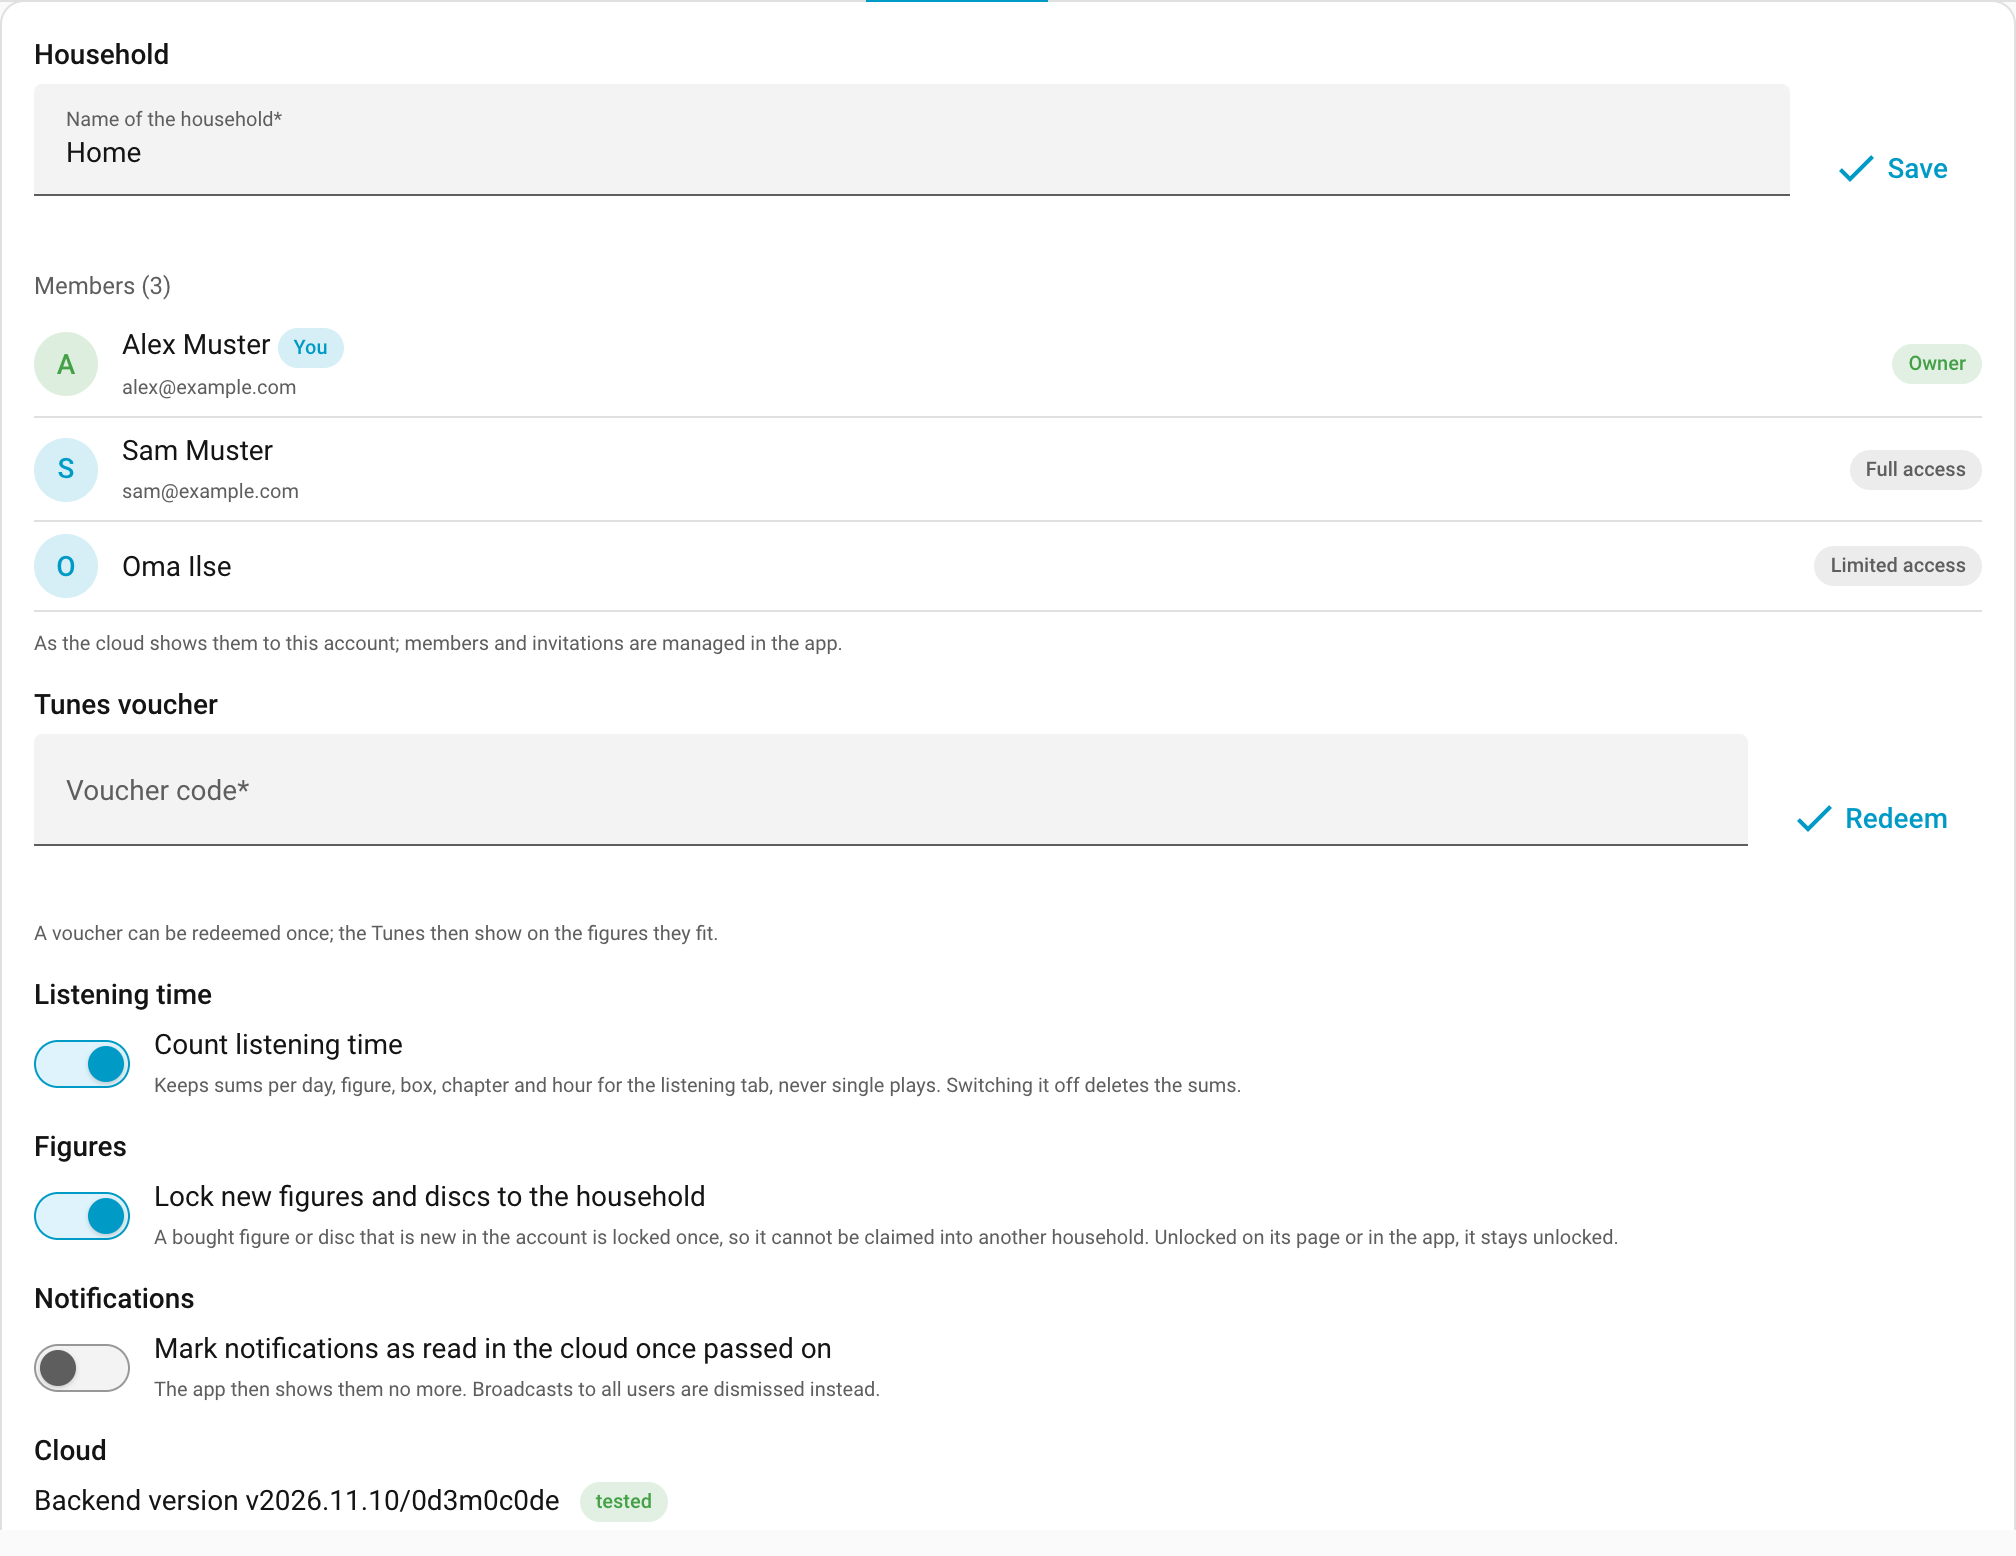 Household
Name of the household*
Home
Save
Members (3)
A
Alex Muster You
alex@example.com
Owner
S
Sam Muster
sam@example.com
Full access
O
Oma Ilse
Limited access
As the cloud shows them to this account; members and invitations are managed in the app.
Tunes voucher
Voucher code*
Redeem
A voucher can be redeemed once; the Tunes then show on the figures they fit.
Listening time
Count listening time
Keeps sums per day, figure, box, chapter and hour for the listening tab, never single plays. Switching it off deletes the sums.
Figures
Lock new figures and discs to the household
A bought figure or disc that is new in the account is locked once, so it cannot be claimed into another household. Unlocked on its page or in the app, it stays unlocked.
Notifications
Mark notifications as read in the cloud once passed on
The app then shows them no more. Broadcasts to all users are dismissed instead.
Cloud
Backend version v2026.11.10/0d3m0c0de tested